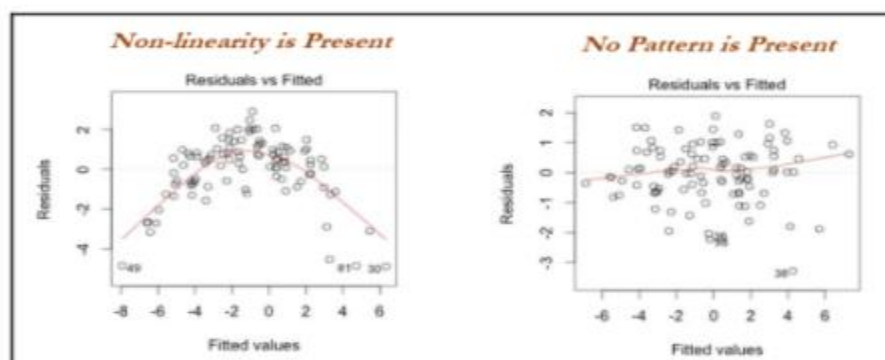 Non-linearity is Present
Residuals vs Fitted
Residuals
2
0
-2
-4
49
81
30
-8 -6 -4 -2 0 2 4 6
Fitted values
No Pattern is Present
Residuals vs Fitted
Residuals
2
1
0
-1
-2
-3
38
-6 -4 -2 0 2 4 6
Fitted values